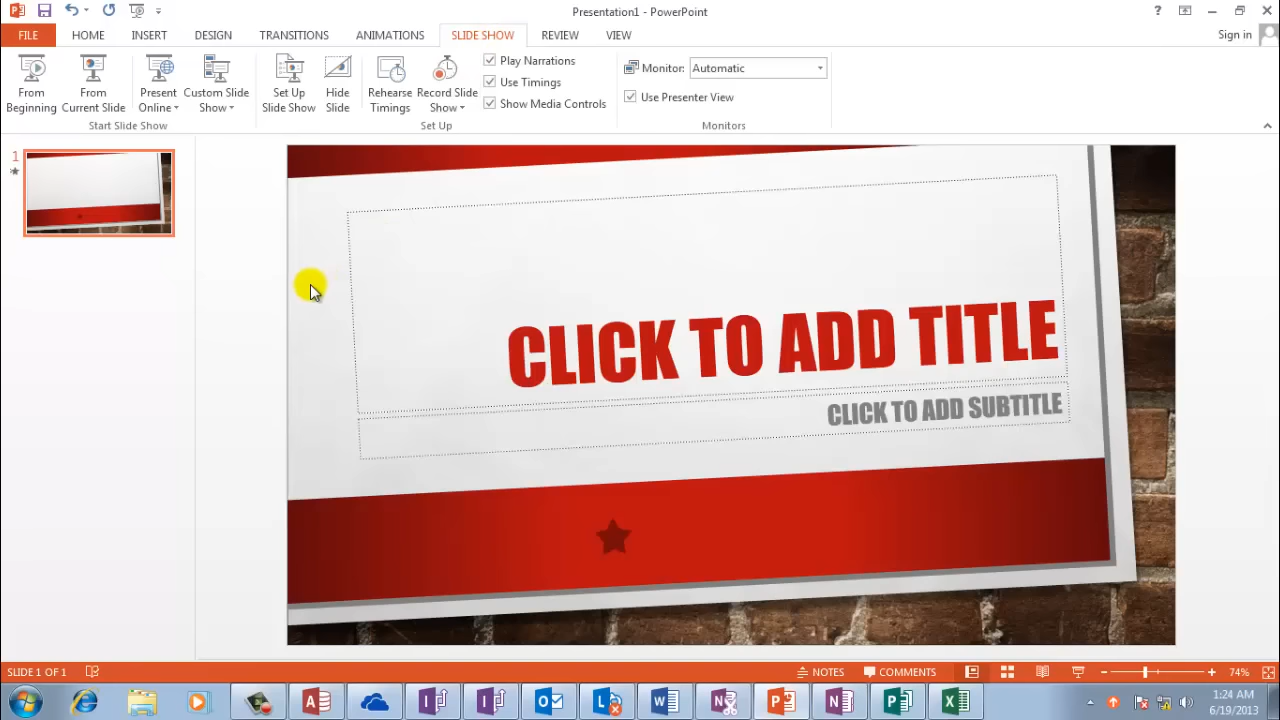 Presentation1 - PowerPoint
?
FILE HOME INSERT DESIGN TRANSITIONS ANIMATIONS SLIDE SHOW REVIEW VIEW
Sign in
From Beginning
From Current Slide
Present Online
Custom Slide Show
Set Up Slide Show
Hide Slide
Rehearse Timings
Record Slide Show
Play Narrations
Use Timings
Show Media Controls
Monitor: Automatic
Use Presenter View
Start Slide Show
Set Up
Monitors
1
CLICK TO ADD TITLE
CLICK TO ADD SUBTITLE
SLIDE 1 OF 1
NOTES
COMMENTS
74%
1:24 AM
6/19/2013